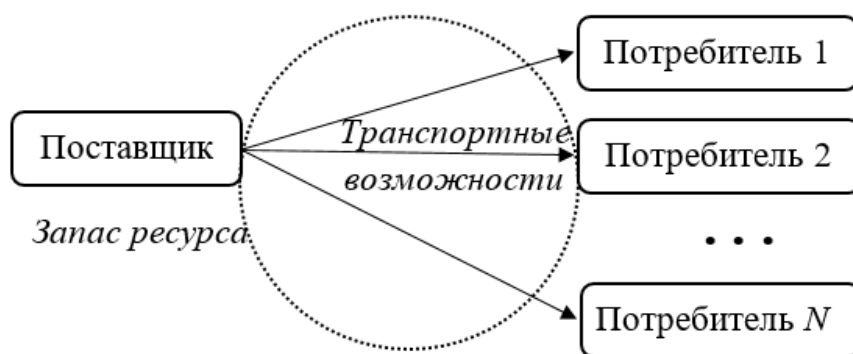 Потребитель 1
Транспортные
Поставщик
Потребитель 2
возможности
Запас ресурса
...
Потребитель N